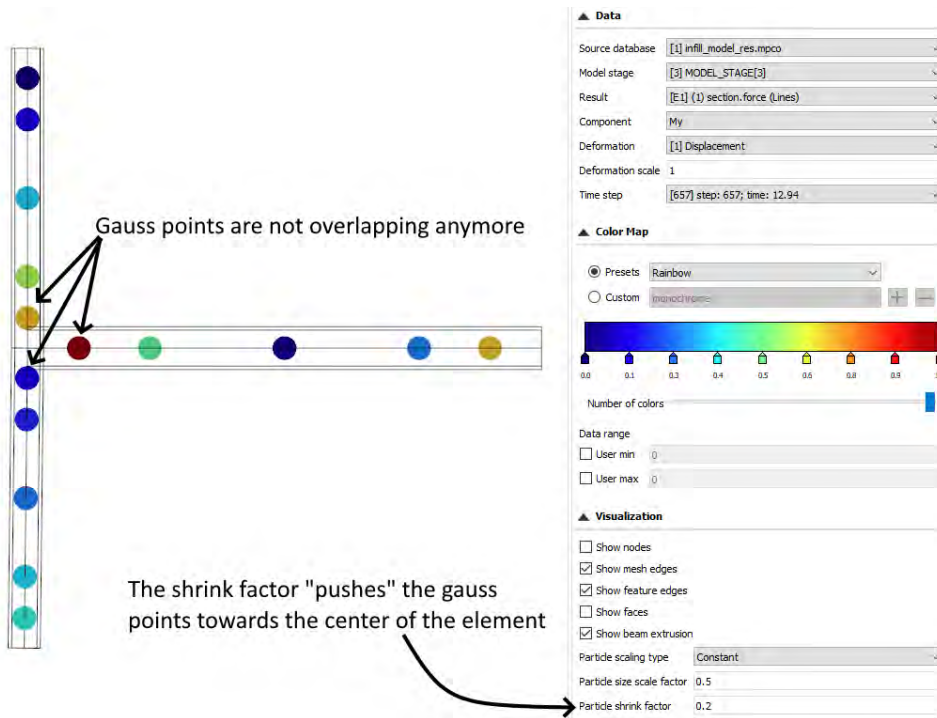 Data
Source database [1] infill_model_res.mpco
Model stage [3] MODEL_STAGE[3]
Result [E1] (1) section.force (Lines)
Component My
Deformation [1] Displacement
Deformation scale 1
Time step [657] step: 657; time: 12.94
Gauss points are not overlapping anymore
Color Map
Presets Rainbow
Custom monochrome
0.0 0.1 0.3 0.4 0.5 0.6 0.8 0.9
Number of colors
Data range
User min 0
User max 0
Visualization
Show nodes
Show mesh edges
Show feature edges
Show faces
Show beam extrusion
The shrink factor "pushes" the gauss
points towards the center of the element
Particle scaling type Constant
Particle size scale factor 0.5
Particle shrink factor 0.2